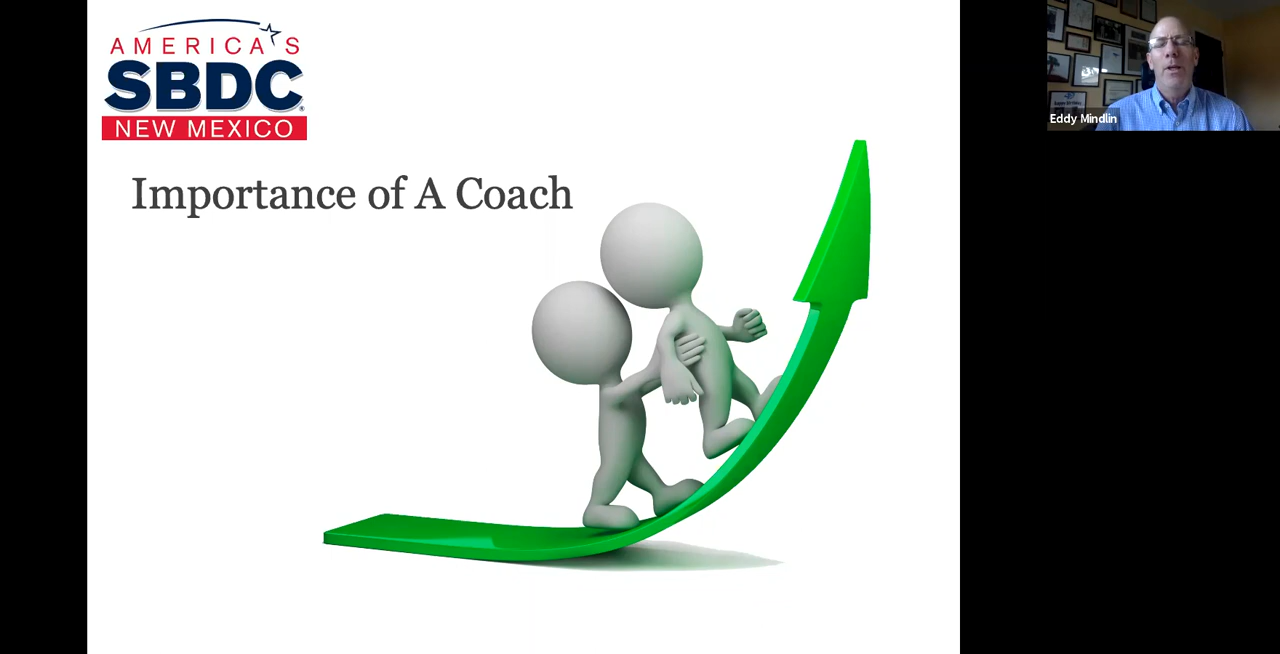 AMERICA'S
SBDC
NEW MEXICO
Importance of A Coach
Eddy Mindlin